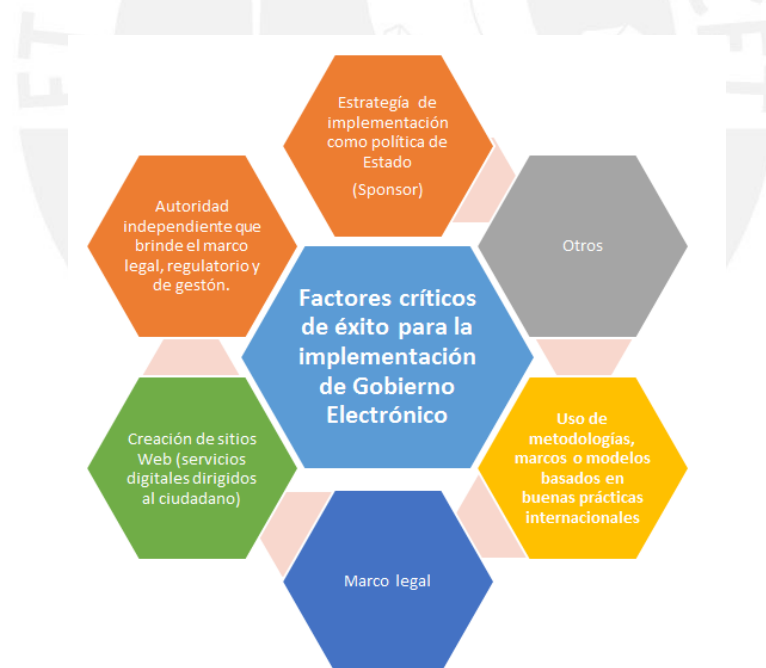 Estrategía de
implementación
como política de
Estado
(Sponsor)
Autoridad
independiente que
brinde el marco
legal, regulatorio y
de gestón.
Otros
Factores críticos
de éxito para la
implementación
de Gobierno
Electrónico
Creación de sitios
Web (servicios
digitales dirigidos
al ciudadano)
Uso de
metodologías,
marcos o modelos
basados en
buenas prácticas
internacionales
Marco legal